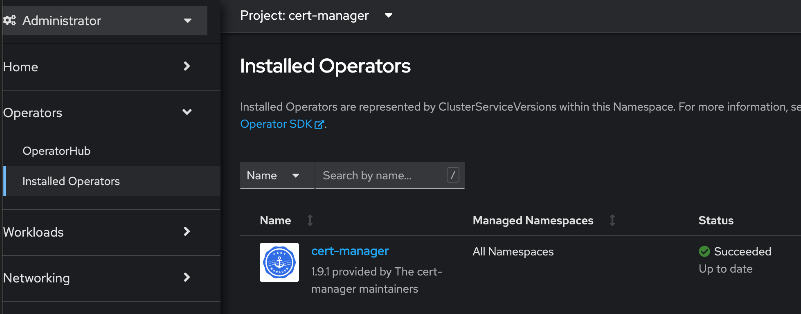 Administrator
Project: cert-manager
Home
Installed Operators
Operators
Installed Operators are represented by ClusterServiceVersions within this Namespace. For more information, se
Operator SDK
OperatorHub
Installed Operators
Name
Search by name...
/
Workloads
Name
Managed Namespaces
Status
cert-manager
All Namespaces
Succeeded
1.9.1 provided by The cert-
manager maintainers
Up to date
Networking